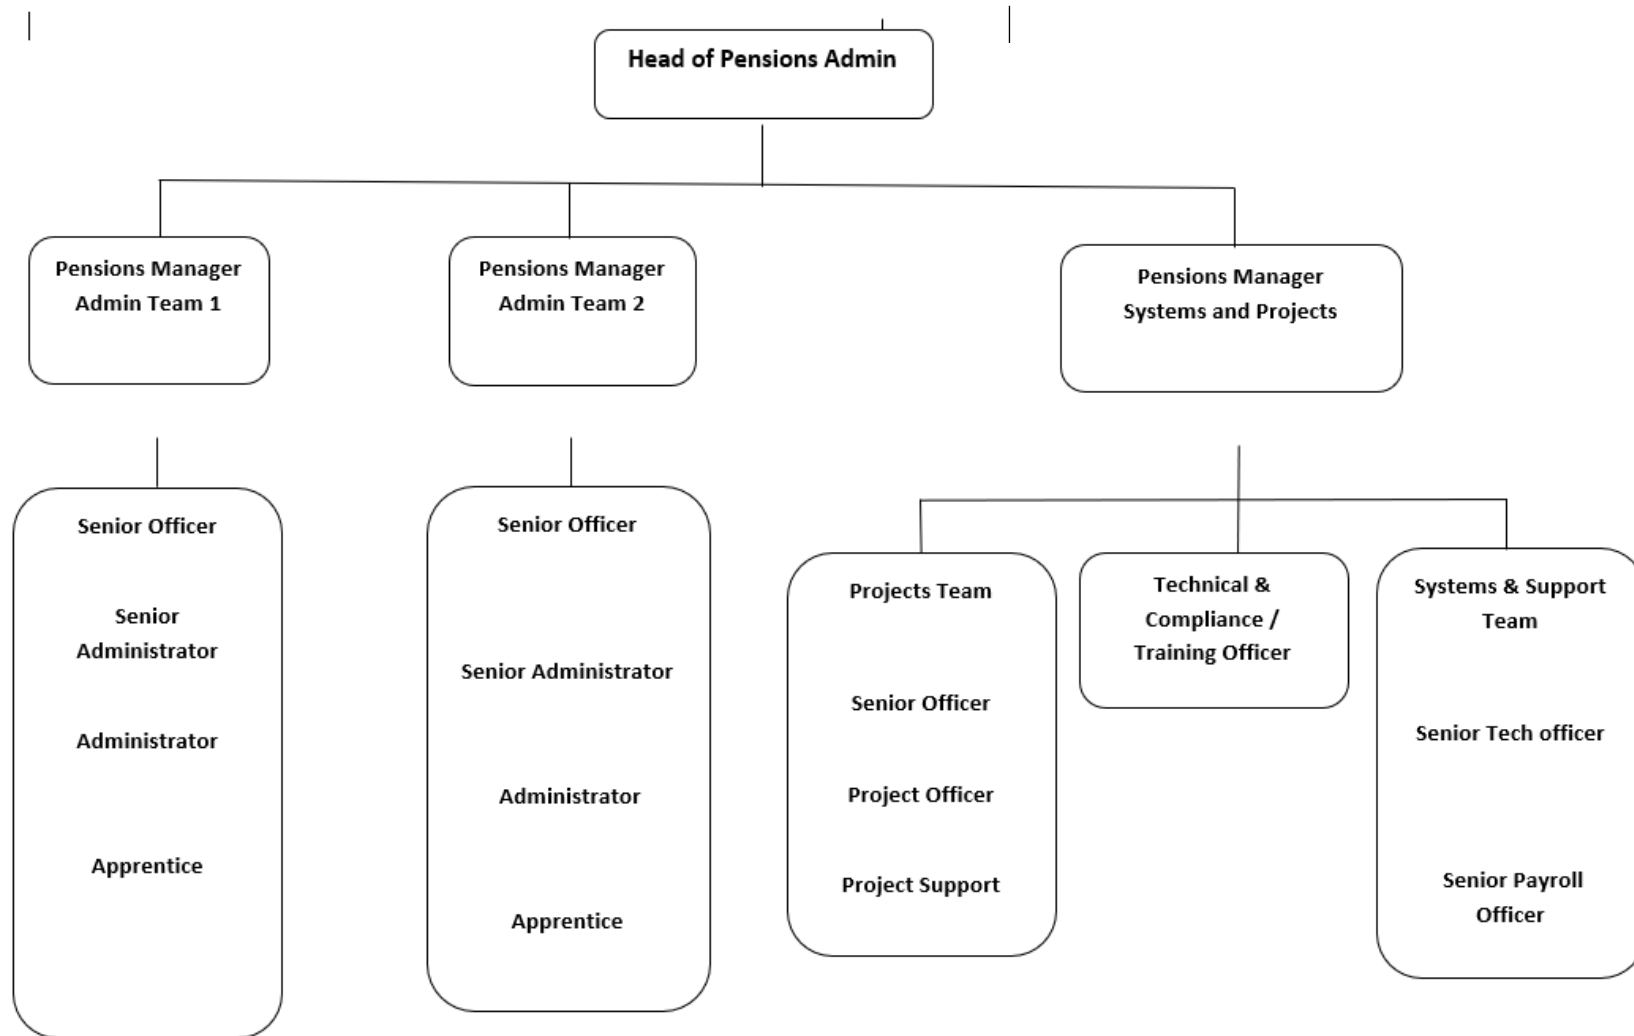 Head of Pensions Admin
Pensions Manager
Admin Team 1
Pensions Manager
Admin Team 2
Pensions Manager
Systems and Projects
Senior Officer
Senior
Administrator
Administrator
Apprentice
Senior Officer
Senior Administrator
Administrator
Apprentice
Projects Team
Senior Officer
Project Officer
Project Support
Technical &
Compliance /
Training Officer
Systems & Support
Team
Senior Tech officer
Senior Payroll
Officer